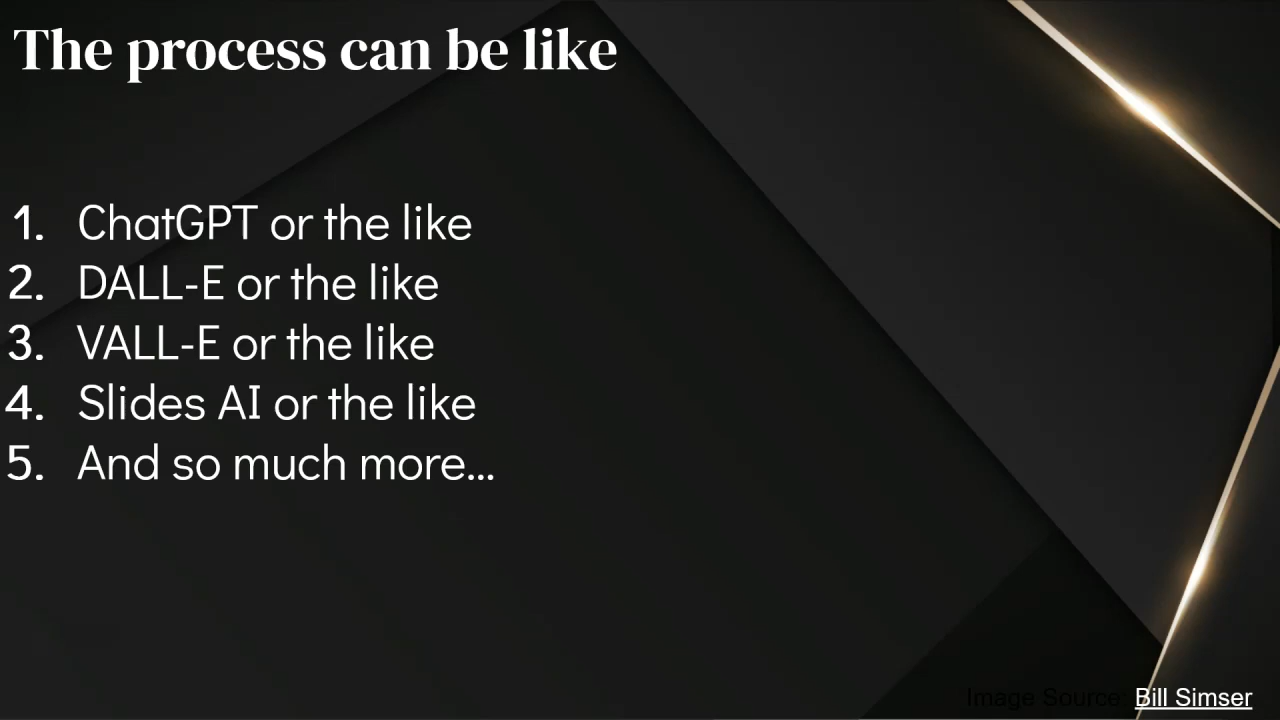 The process can be like
1. ChatGPT or the like
2. DALL-E or the like
3. VALL-E or the like
4. Slides AI or the like
5. And so much more...
Image Source: Bill Simser